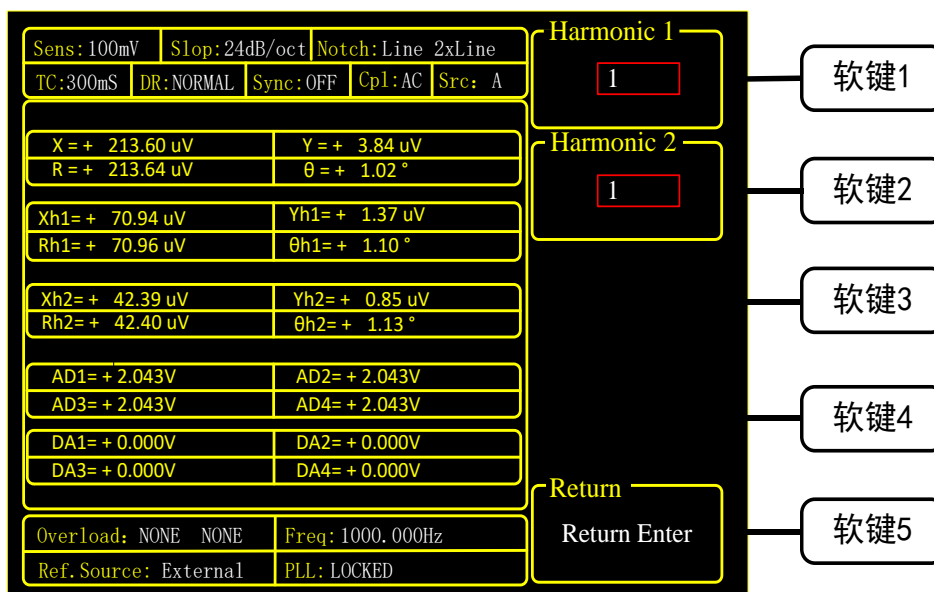 Sens:100mV Slop:24dB/oct Notch:Line 2xLine
TC:300mS DR:NORMAL Sync:OFF Cpl:AC Src: A
X = + 213.60 uV Y = + 3.84 uV
R = + 213.64 uV θ = + 1.02 °
Xh1= + 70.94 uV Yh1= + 1.37 uV
Rh1= + 70.96 uV θh1= + 1.10 °
Xh2= + 42.39 uV Yh2= + 0.85 uV
Rh2= + 42.40 uV θh2= + 1.13 °
AD1= + 2.043V AD2= + 2.043V
AD3= + 2.043V AD4= + 2.043V
DA1= + 0.000V DA2= + 0.000V
DA3= + 0.000V DA4= + 0.000V
Overload: NONE NONE Freq:1000.000Hz
Ref.Source: External PLL:LOCKED
Harmonic 1
1
Harmonic 2
1
Return
Return Enter
软键1
软键2
软键3
软键4
软键5